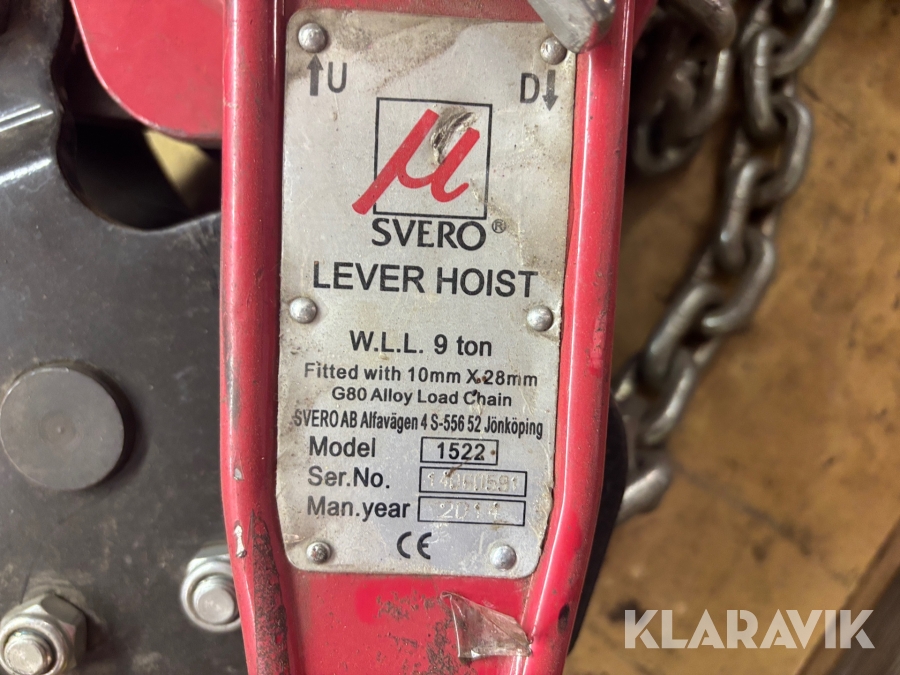 U D
μ
SVERO®
LEVER HOIST
W.L.L. 9 ton
Fitted with 10mm X 28mm
G80 Alloy Load Chain
SVERO AB Alfavägen 4 S-556 52 Jönköping
Model 1522
Ser.No.
Man.year 2014
CE
KLARAVIK